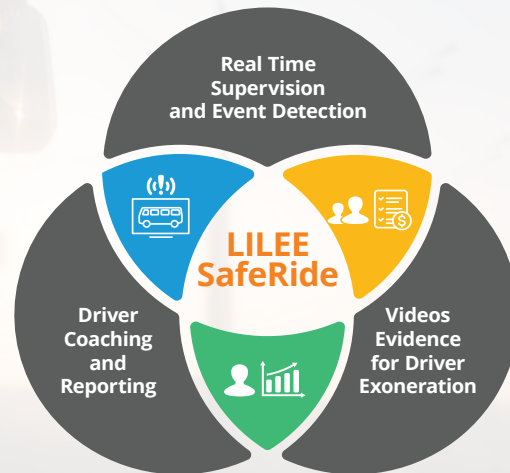 Real Time
Supervision
and Event Detection
LILEE
SafeRide
Driver
Coaching
and
Reporting
Videos
Evidence
for Driver
Exoneration
$